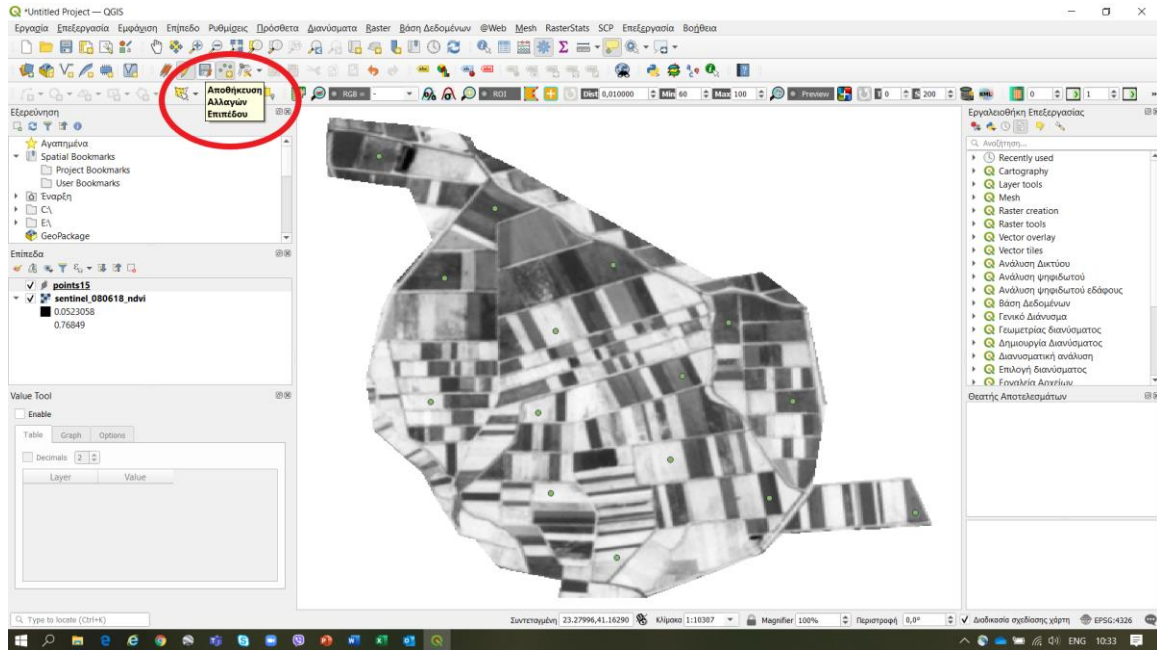 *Untitled Project — QGIS
Εργασία Επεξεργασία Εμφάνιση Επίπεδο Ρυθμίσεις Πρόσθετα Διανύσματα Raster Βάση Δεδομένων @Web Mesh RasterStats SCP Επεξεργασία Βοήθεια
Αποθήκευση
Αλλαγών
Επιπέδου
RGB = -
ROI
Dist 0,010000 Min 60 Max 100
Preview
T 0 S 200
0
1
Εξερεύνηση
Αγαπημένα
Spatial Bookmarks
Project Bookmarks
User Bookmarks
Έναρξη
C:\
E:\
GeoPackage
Επίπεδα
points15
sentinel_080618_ndvi
0.0523058
0.76849
Value Tool
Enable
Table Graph Options
Decimals 2
Layer Value
Εργαλειοθήκη Επεξεργασίας
Αναζήτηση...
Recently used
Cartography
Layer tools
Mesh
Raster creation
Raster tools
Vector overlay
Vector tiles
Ανάλυση Δικτύου
Ανάλυση ψηφιδωτού
Ανάλυση ψηφιδωτού εδάφους
Βάση Δεδομένων
Γενικό Διάνυσμα
Γεωμετρίας διανύσματος
Δημιουργία Διανύσματος
Διανυσματική ανάλυση
Επιλογή διανύσματος
Εργαλεία Αρχείων
Θεατής Αποτελεσμάτων
Type to locate (Ctrl+K)
Συντεταγμένη 23.27996,41.16290 Κλίμακα 1:10307 Magnifier 100% Περιστροφή 0,0° Διαδικασία σχεδίασης χάρτη EPSG:4326
ENG 10:33